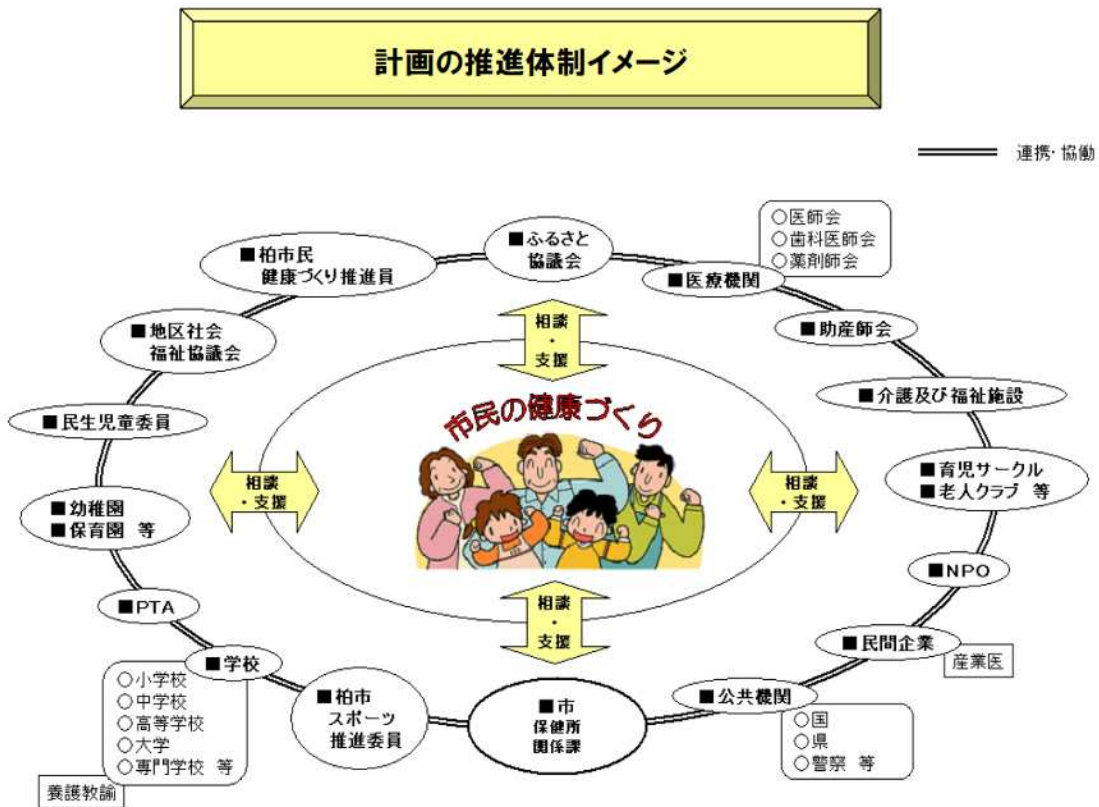 計画の推進体制イメージ
連携・協働
■ふるさと
協議会
■医療機関
○医師会
○歯科医師会
○薬剤師会
■助産師会
■介護及び福祉施設
■育児サークル
■老人クラブ 等
■NPO
■民間企業
産業医
■公共機関
○国
○県
○警察 等
■市
保健所
関係課
■柏市
スポーツ
推進委員
■学校
○小学校
○中学校
○高等学校
○大学
○専門学校 等
養護教諭
■PTA
■幼稚園
■保育園 等
■民生児童委員
■地区社会
福祉協議会
■柏市民
健康づくり推進員
相談
・
支援
相談
・支援
市民の健康づくり
相談
・支援
相談
・
支援